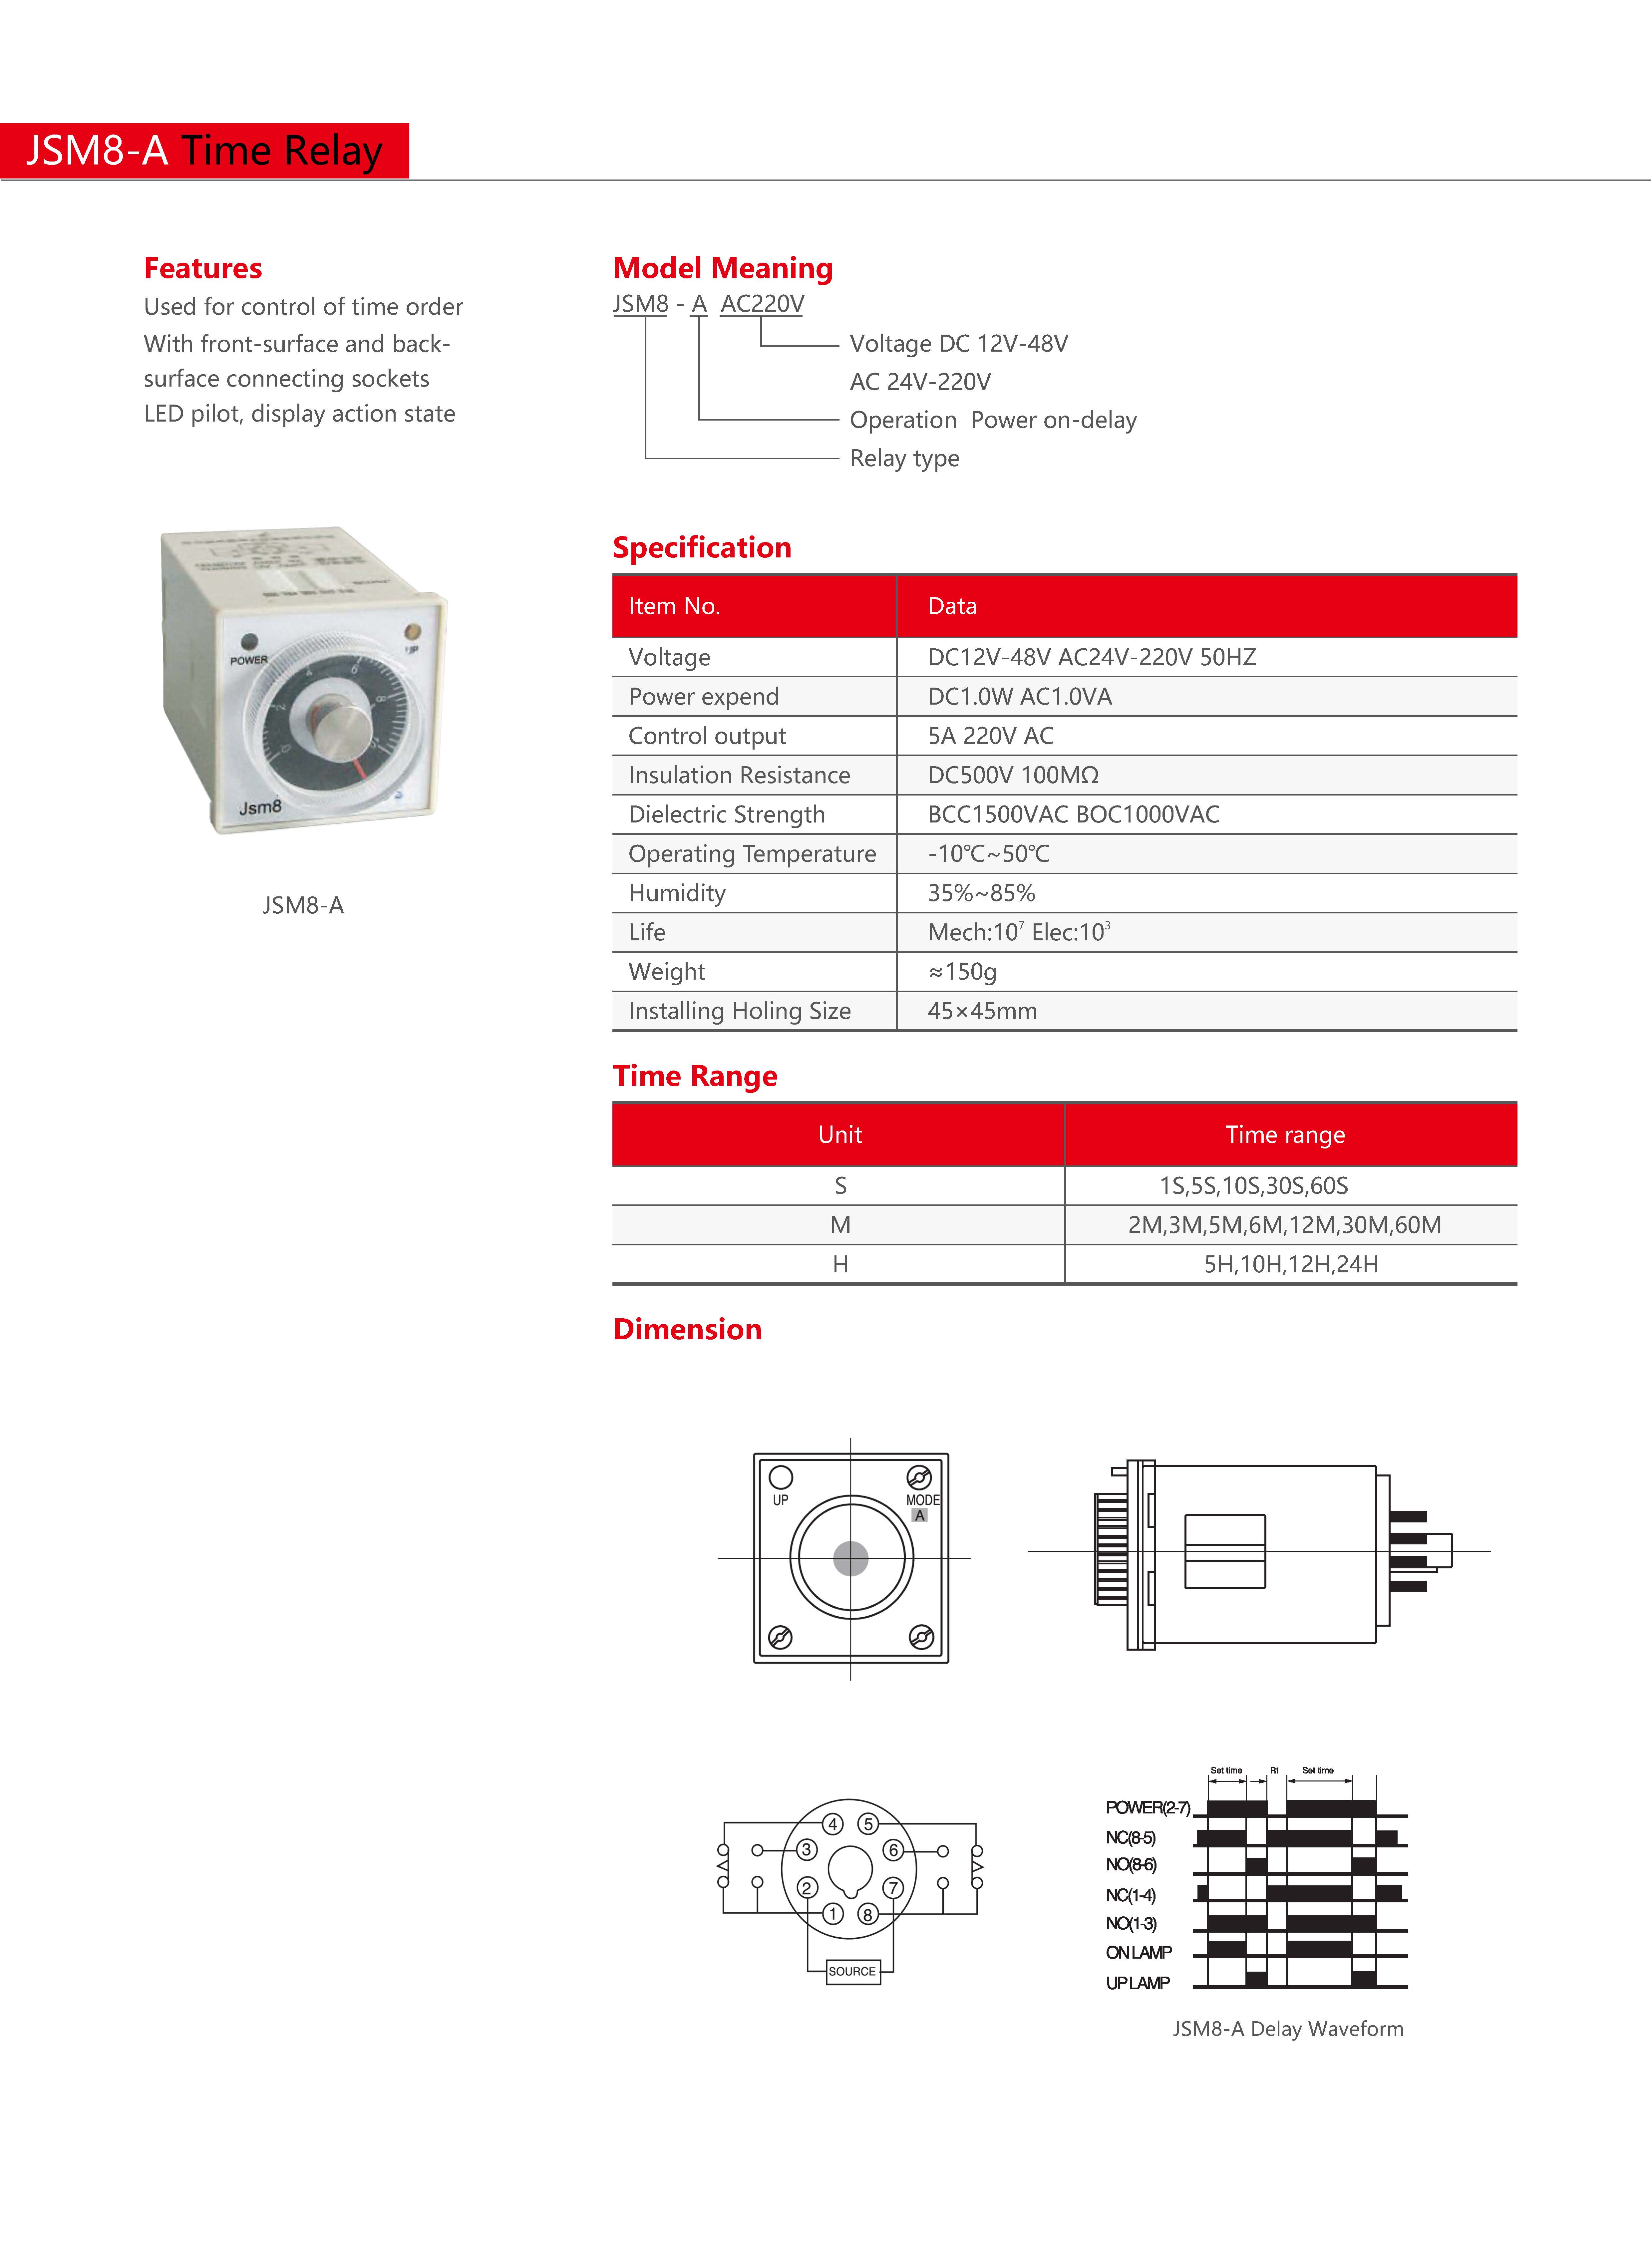 JSM8-A Time Relay
Features
Used for control of time order
With front-surface and back-
surface connecting sockets
LED pilot, display action state
POWER
UP
2
4
6
8
Jsm8
JSM8-A
Model Meaning
JSM8 - A AC220V
Voltage DC 12V-48V
AC 24V-220V
Operation Power on-delay
Relay type
Specification
Item No. Data
Voltage DC12V-48V AC24V-220V 50HZ
Power expend DC1.0W AC1.0VA
Control output 5A 220V AC
Insulation Resistance DC500V 100MΩ
Dielectric Strength BCC1500VAC BOC1000VAC
Operating Temperature -10℃~50℃
Humidity 35%~85%
Life Mech:10⁷ Elec:10³
Weight ≈150g
Installing Holing Size 45×45mm
Time Range
Unit Time range
S 1S,5S,10S,30S,60S
M 2M,3M,5M,6M,12M,30M,60M
H 5H,10H,12H,24H
Dimension
UP MODE
A
4 5
3 6
2 7
1 8
SOURCE
Set time Rt Set time
POWER(2-7)
NC(8-5)
NO(8-6)
NC(1-4)
NO(1-3)
ON LAMP
UP LAMP
JSM8-A Delay Waveform